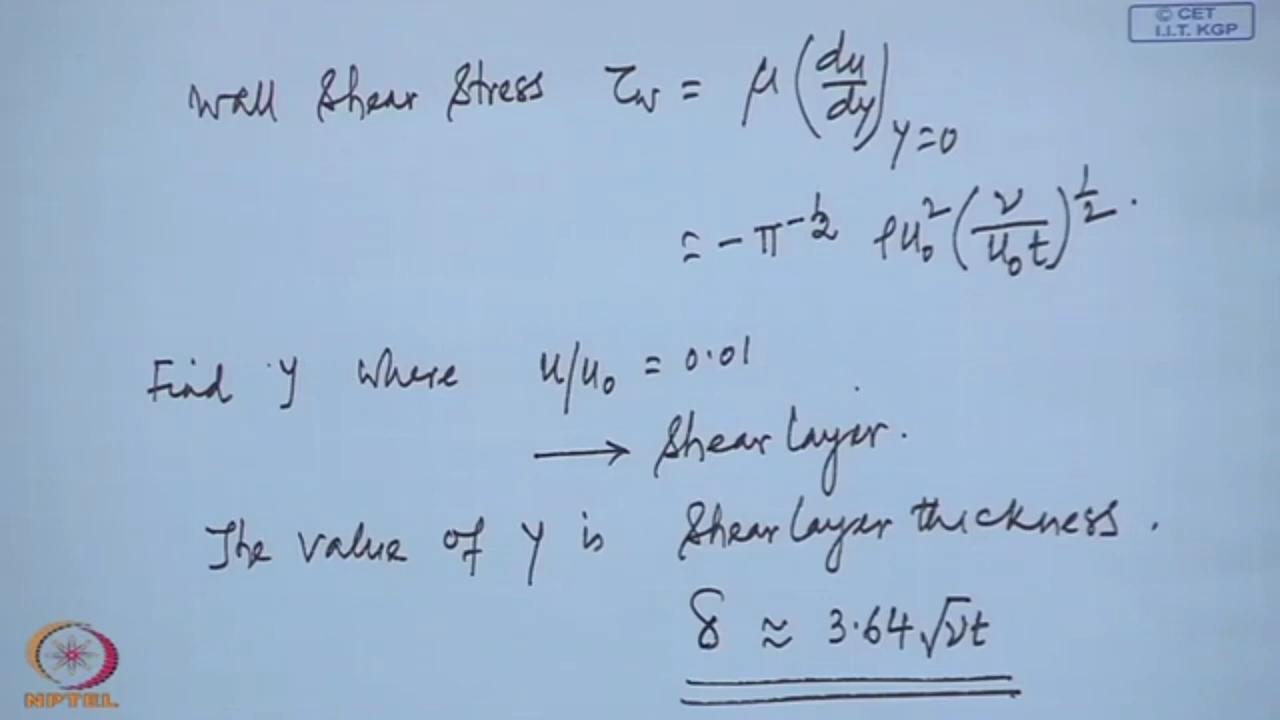 © CET
I.I.T. KGP
Wall Shear Stress τw = μ(du/dy)y=0
= -π^-1/2 ρu₀²(ν/u₀t)^1/2.
Find y where u/u₀ = 0.01
→ Shear layer.
The value of y is Shear layer thickness.
δ ≈ 3.64√νt
NPTEL